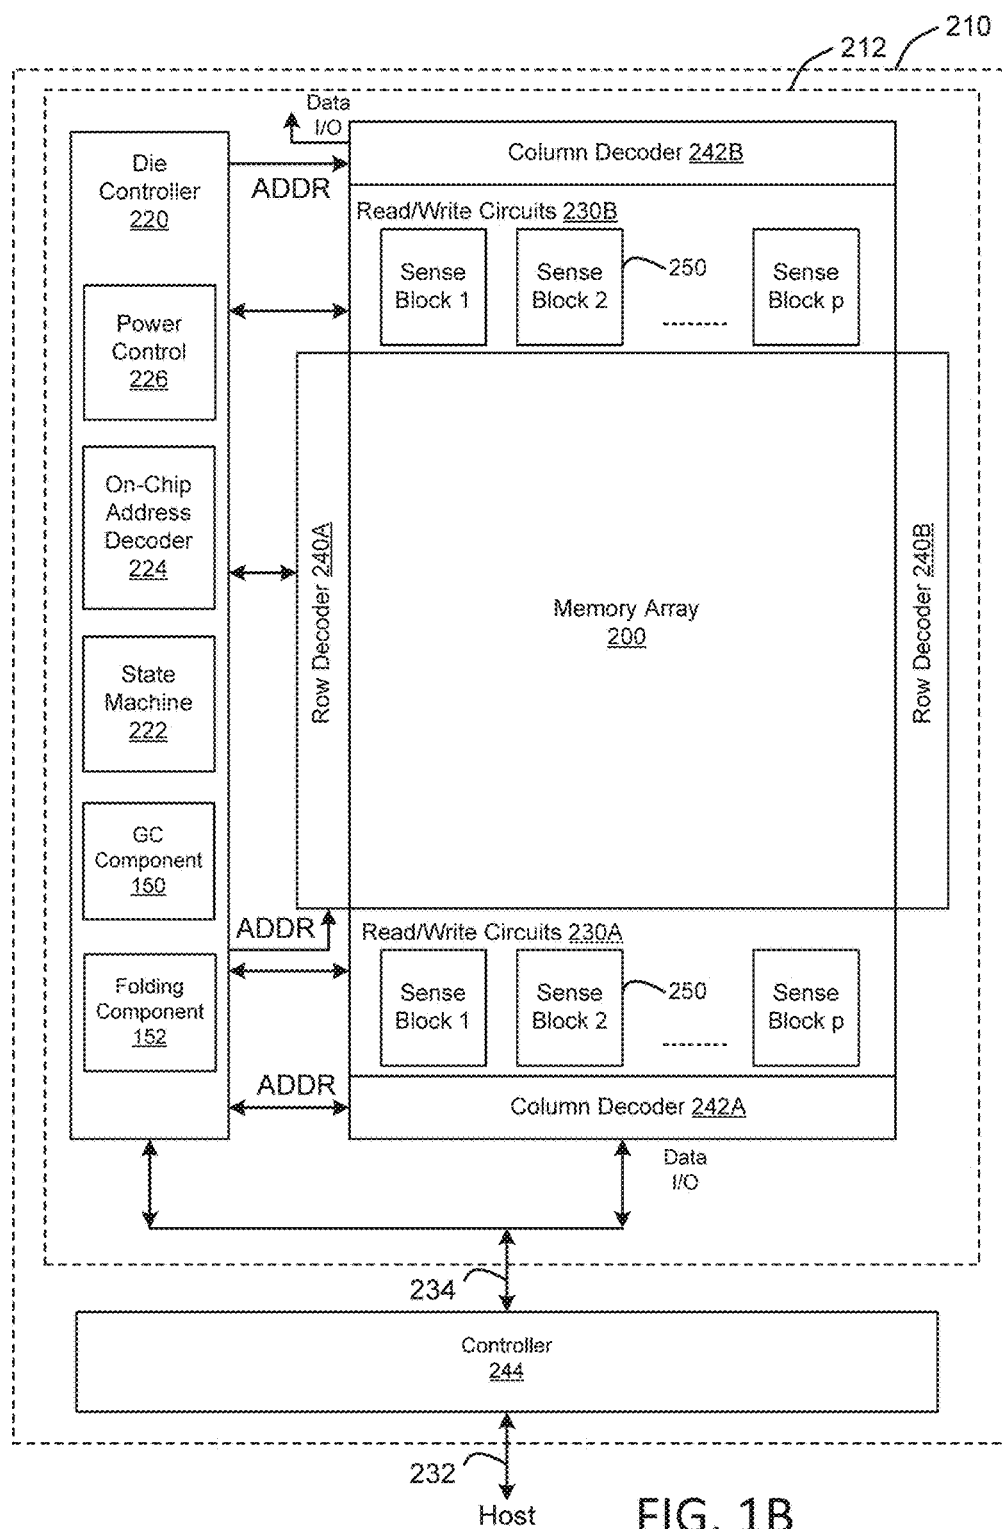 210
212
Data
I/O
Die
Controller
220
ADDR
Column Decoder 242B
Read/Write Circuits 230B
Sense
Block 1
Sense
Block 2
250
Sense
Block p
Power
Control
226
On-Chip
Address
Decoder
224
State
Machine
222
GC
Component
150
Folding
Component
152
Row Decoder 240A
Memory Array
200
Row Decoder 240B
ADDR
Read/Write Circuits 230A
Sense
Block 1
Sense
Block 2
250
Sense
Block p
ADDR
Column Decoder 242A
Data
I/O
234
Controller
244
232
Host
FIG. 1B